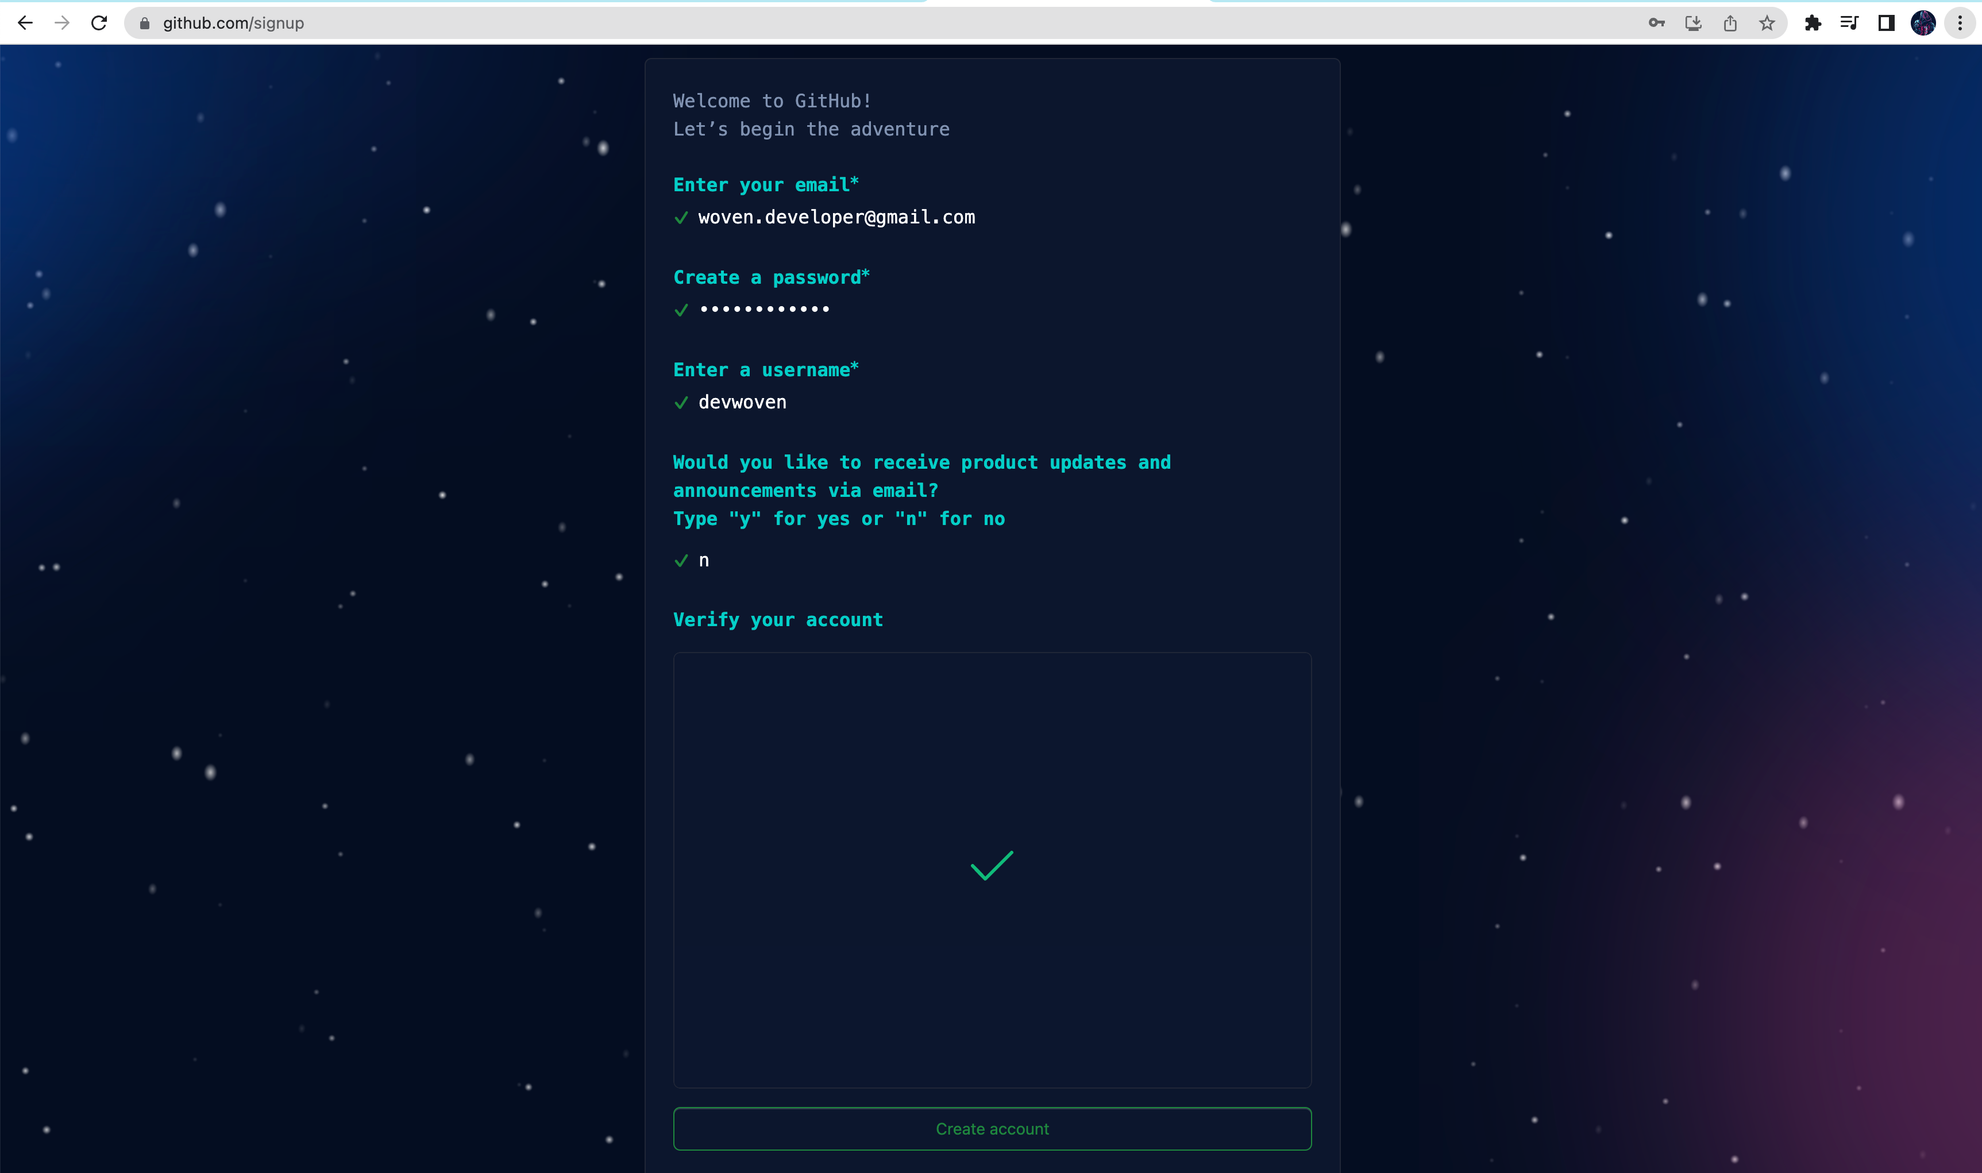 github.com/signup
Welcome to GitHub!
Let’s begin the adventure
Enter your email*
woven.developer@gmail.com
Create a password*
••••••••••••
Enter a username*
devwoven
Would you like to receive product updates and
announcements via email?
Type "y" for yes or "n" for no
n
Verify your account
Create account